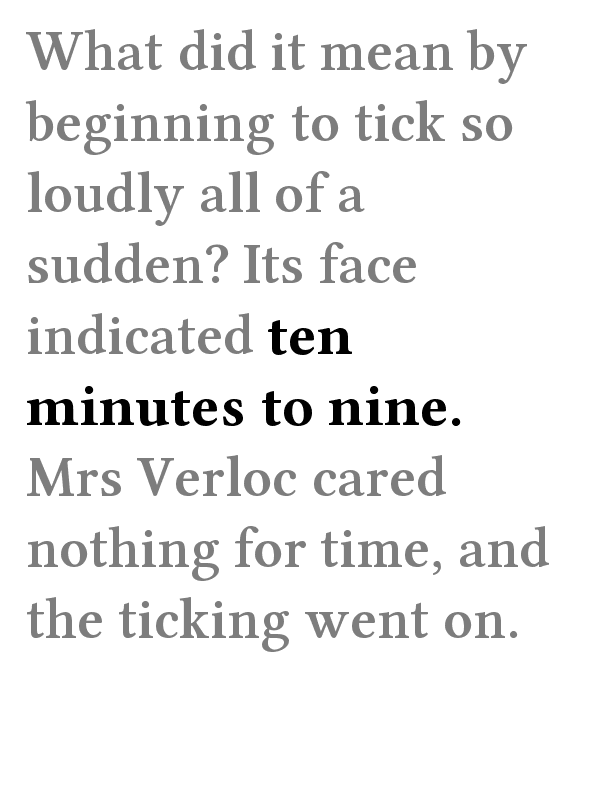 What did it mean by
beginning to tick so
loudly all of a
sudden? Its face
indicated ten
minutes to nine.
Mrs Verloc cared
nothing for time, and
the ticking went on.